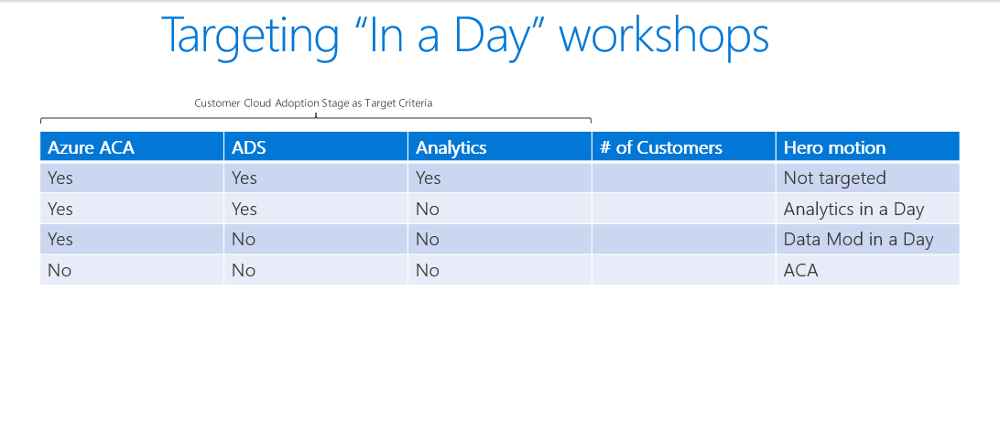 Targeting “In a Day” workshops
Customer Cloud Adoption Stage as Target Criteria
Azure ACA ADS Analytics # of Customers Hero motion
Yes Yes Yes Not targeted
Yes Yes No Analytics in a Day
Yes No No Data Mod in a Day
No No No ACA